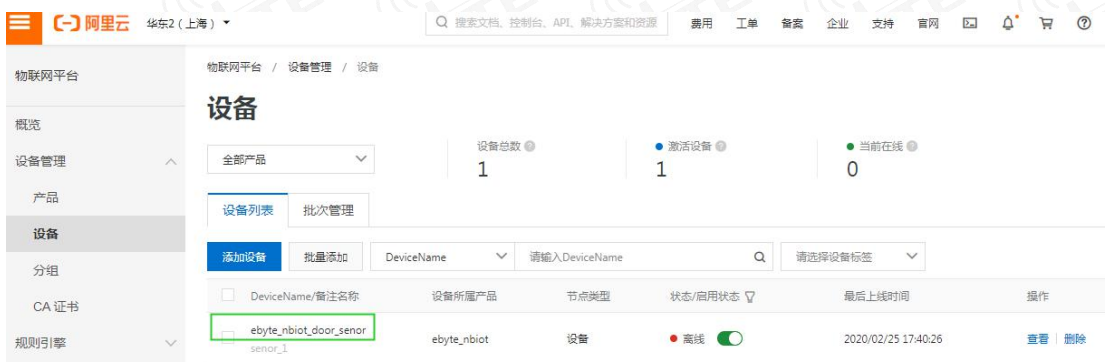 阿里云 华东2（上海） 搜索文档、控制台、API、解决方案和资源 费用 工单 备案 企业 支持 官网
物联网平台
物联网平台 / 设备管理 / 设备
设备
概览
设备管理
产品
设备
分组
CA 证书
规则引擎
全部产品
设备总数
1
激活设备
1
当前在线
0
设备列表 批次管理
添加设备 批量添加 DeviceName 请输入DeviceName 请选择设备标签
DeviceName/备注名称 设备所属产品 节点类型 状态/启用状态 最后上线时间 操作
ebyte_nbiot_door_senor ebyte_nbiot 设备 离线 2020/02/25 17:40:26 查看 删除
senor_1